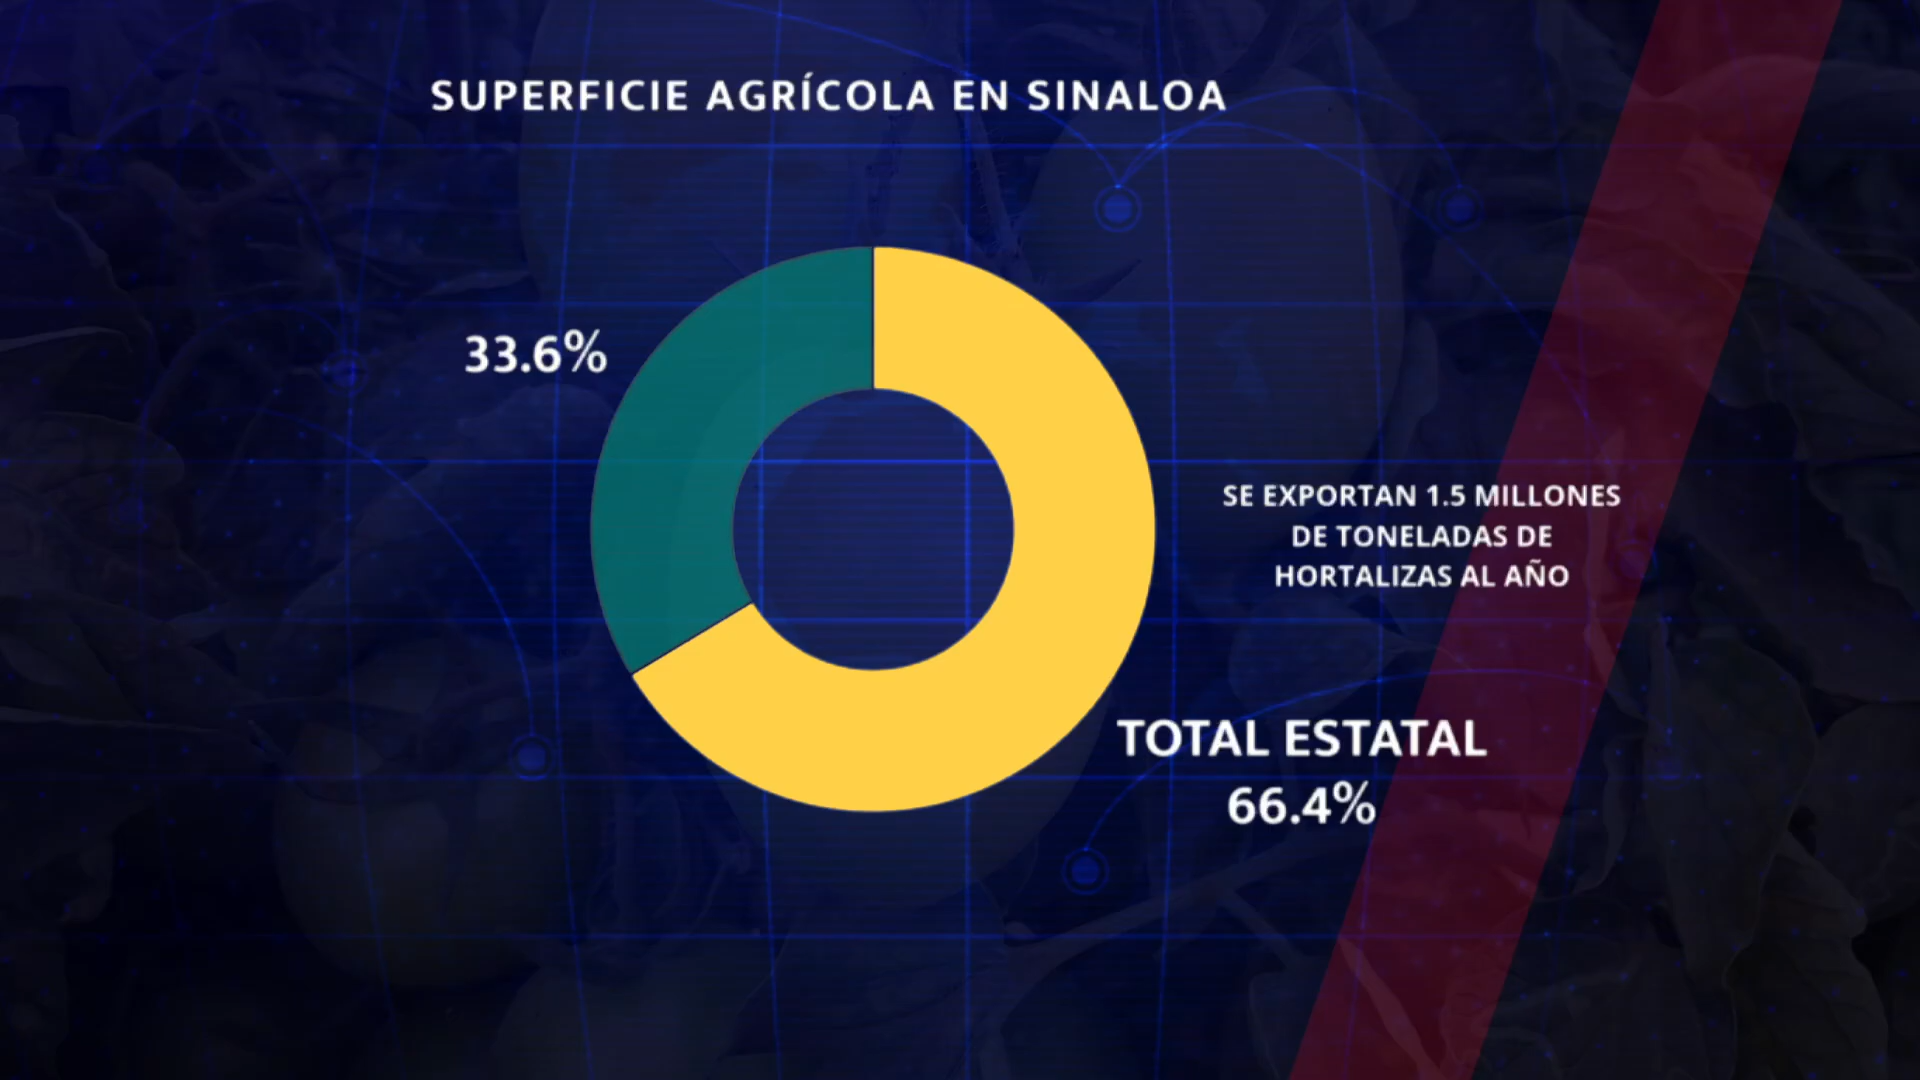 SUPERFICIE AGRÍCOLA EN SINALOA
33.6%
SE EXPORTAN 1.5 MILLONES
DE TONELADAS DE
HORTALIZAS AL AÑO
TOTAL ESTATAL
66.4%